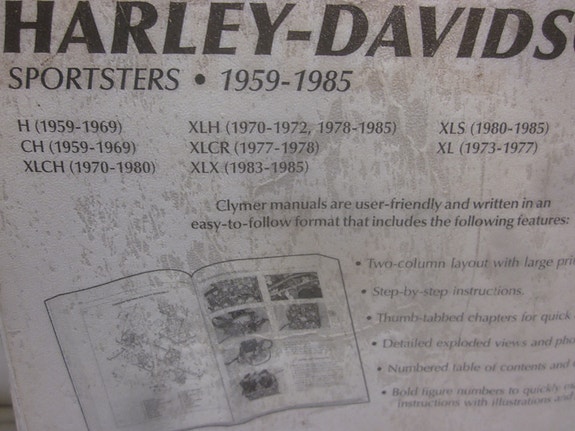 HARLEY-DAVIDS
SPORTSTERS • 1959-1985
H (1959-1969) XLH (1970-1972, 1978-1985) XLS (1980-1985)
CH (1959-1969) XLCR (1977-1978) XL (1973-1977)
XLCH (1970-1980) XLX (1983-1985)
Clymer manuals are user-friendly and written in an
easy-to-follow format that includes the following features:
• Two-column layout with large
• Step-by-step instructions.
• Thumb-tabbed chapters for quick
• Detailed exploded views and
• Numbered table of contents and
• Bold figure numbers to quickly
instructions with illustrations and